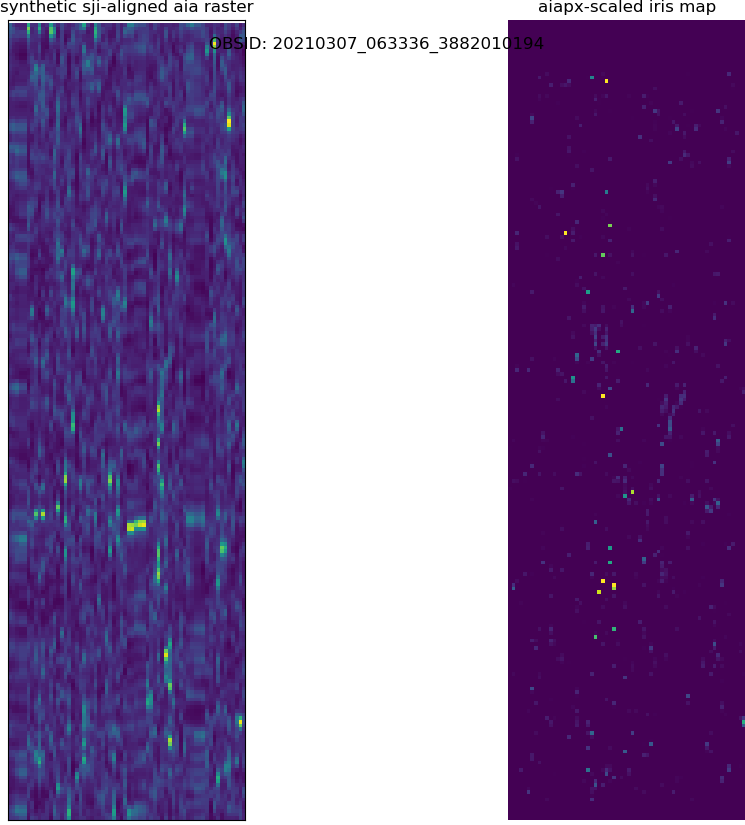 synthetic sji-aligned aia raster
aiapx-scaled iris map
OBSID: 20210307_063336_3882010194